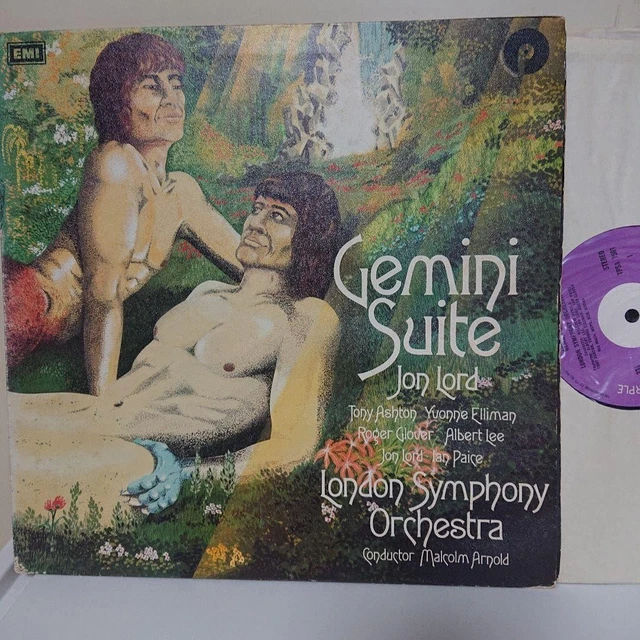 EMI
Gemini
Suite
Jon Lord
Tony Ashton Yvonne Elliman
Roger Glover Albert Lee
Jon Lord Ian Paice
London Symphony
Orchestra
Conductor Malcolm Arnold
STEREO